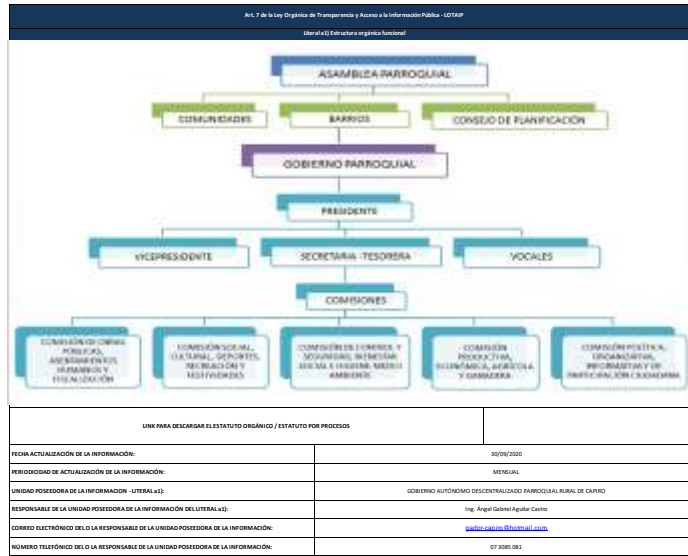 Art. 7 de la Ley Orgánica de Transparencia y Acceso a la Información Pública - LOTAIP
Literal a1) Estructura orgánica funcional
ASAMBLEA PARROQUIAL
COMUNIDADES
BARRIOS
CONSEJO DE PLANIFICACIÓN
GOBIERNO PARROQUIAL
PRESIDENTE
VICEPRESIDENTE
SECRETARIA -TESORERA
VOCALES
COMISIONES
COMISIÓN DE OBRAS
PÚBLICAS,
ASENTAMIENTOS
HUMANOS Y
FISCALIZACIÓN
COMISIÓN SOCIAL,
CULTURAL, DEPORTES,
RECREACIÓN Y
FESTIVIDADES
COMISIÓN DE CONTROL Y
SEGURIDAD, BIENESTAR
SOCIAL E HIGIENE MEDIO
AMBIENTE
COMISIÓN
PRODUCTIVA,
ECONÓMICA, AGRÍCOLA
Y GANADERA
COMISIÓN POLÍTICA,
ORGANIZATIVA,
INFORMATIVA Y DE
PARTICIPACIÓN CIUDADANA
LINK PARA DESCARGAR EL ESTATUTO ORGÁNICO / ESTATUTO POR PROCESOS
FECHA ACTUALIZACIÓN DE LA INFORMACIÓN: 30/09/2020
PERIODICIDAD DE ACTUALIZACIÓN DE LA INFORMACIÓN: MENSUAL
UNIDAD POSEEDORA DE LA INFORMACION - LITERAL a1): GOBIERNO AUTÓNOMO DESCENTRALIZADO PARROQUIAL RURAL DE CAPIRO
RESPONSABLE DE LA UNIDAD POSEEDORA DE LA INFORMACIÓN DEL LITERAL a1): Ing. Ángel Gabriel Aguilar Castro
CORREO ELECTRÓNICO DEL O LA RESPONSABLE DE LA UNIDAD POSEEDORA DE LA INFORMACIÓN: gador-capiro@hotmail.com
NÚMERO TELEFÓNICO DEL O LA RESPONSABLE DE LA UNIDAD POSEEDORA DE LA INFORMACIÓN: 07 3085 081